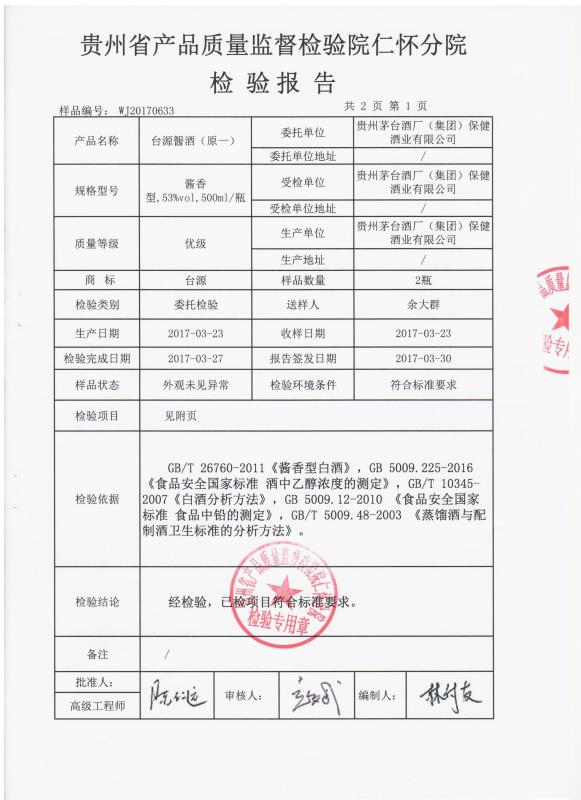 贵州省产品质量监督检验院仁怀分院
检 验 报 告
样品编号： WJ20170633
共 2 页 第 1 页
产品名称
台源酱酒（原一）
委托单位
贵州茅台酒厂（集团）保健
酒业有限公司
委托单位地址
/
规格型号
酱香
型,53%vol,500ml/瓶
受检单位
贵州茅台酒厂（集团）保健
酒业有限公司
受检单位地址
/
质量等级
优级
生产单位
贵州茅台酒厂（集团）保健
酒业有限公司
生产地址
/
商 标
台源
样品数量
2瓶
检验类别
委托检验
送样人
余大群
生产日期
2017-03-23
收样日期
2017-03-23
检验完成日期
2017-03-27
报告签发日期
2017-03-30
样品状态
外观未见异常
检验环境条件
符合标准要求
检验项目
见附页
检验依据
GB/T 26760-2011《酱香型白酒》，GB 5009.225-2016
《食品安全国家标准 酒中乙醇浓度的测定》，GB/T 10345-
2007《白酒分析方法》，GB 5009.12-2010 《食品安全国家
标准 食品中铅的测定》，GB/T 5009.48-2003 《蒸馏酒与配
制酒卫生标准的分析方法》。
检验结论
经检验，已检项目符合标准要求。
贵州省产品质量监督检验院仁怀分院
检验专用章
备注
/
批准人：
高级工程师
陈仁远
审核人：
编制人：
林村友
品质量
检专用